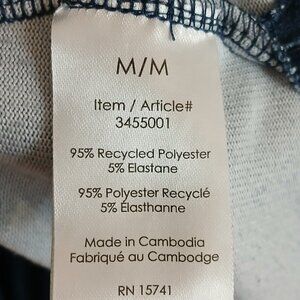 M/M
Item / Article#
3455001
95% Recycled Polyester
5% Elastane
95% Polyester Recyclé
5% Élasthanne
Made in Cambodia
Fabriqué au Cambodge
RN 15741